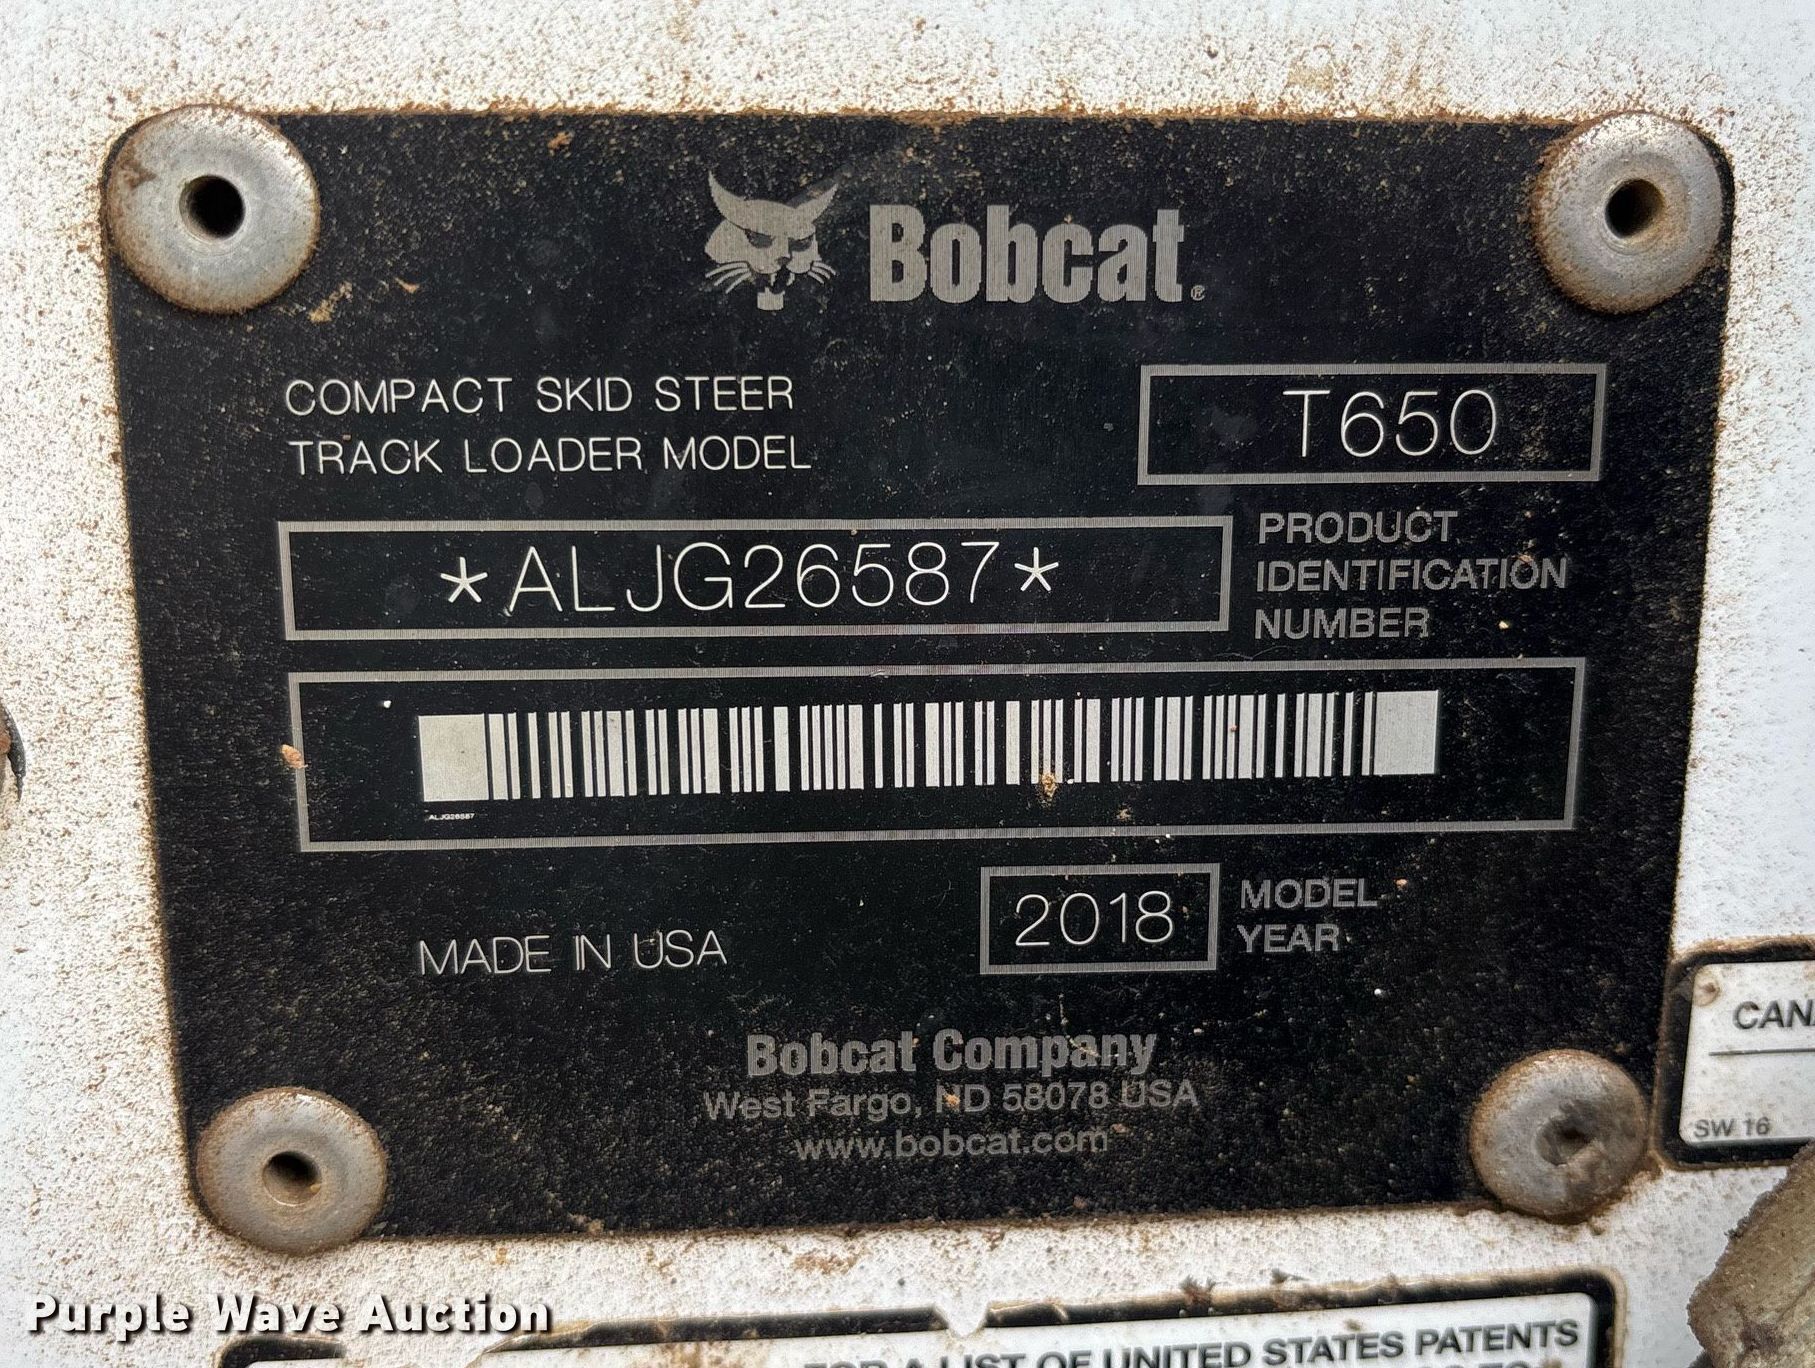 Bobcat®
COMPACT SKID STEER
TRACK LOADER MODEL
T650
*ALJG26587*
PRODUCT
IDENTIFICATION
NUMBER
ALJG26587
MADE IN USA
2018
MODEL
YEAR
Bobcat Company
West Fargo, ND 58078 USA
www.bobcat.com
SW 16
FOR A LIST OF UNITED STATES PATENTS
Purple Wave Auction